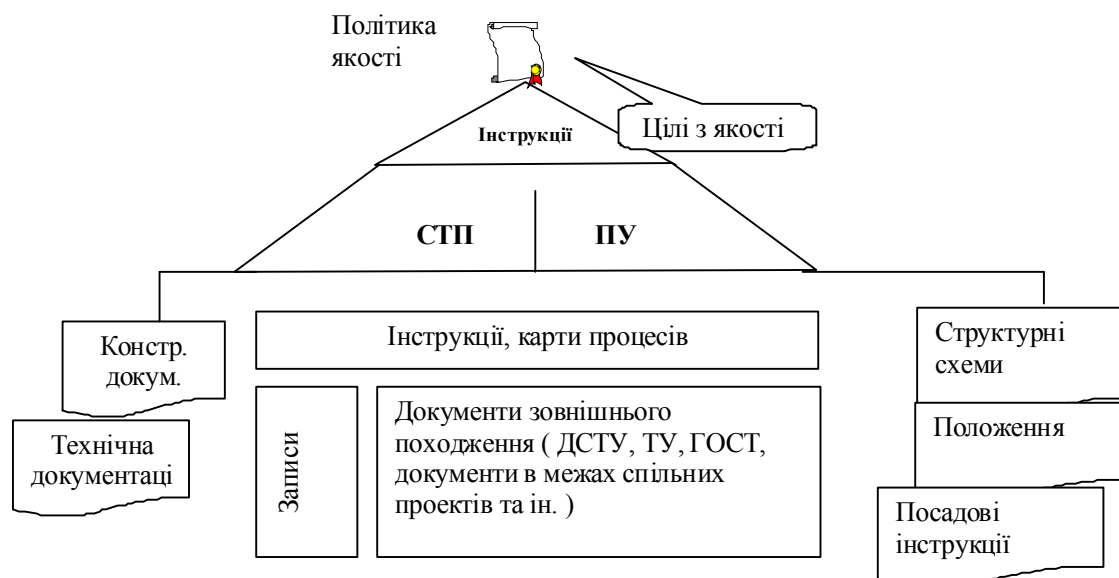 Політика
якості
Цілі з якості
Інструкції
СТП
ПУ
Констр.
докум.
Технічна
документаці
Інструкції, карти процесів
Записи
Документи зовнішнього
походження ( ДСТУ, ТУ, ГОСТ,
документи в межах спільних
проектів та ін. )
Структурні
схеми
Положення
Посадові
інструкції